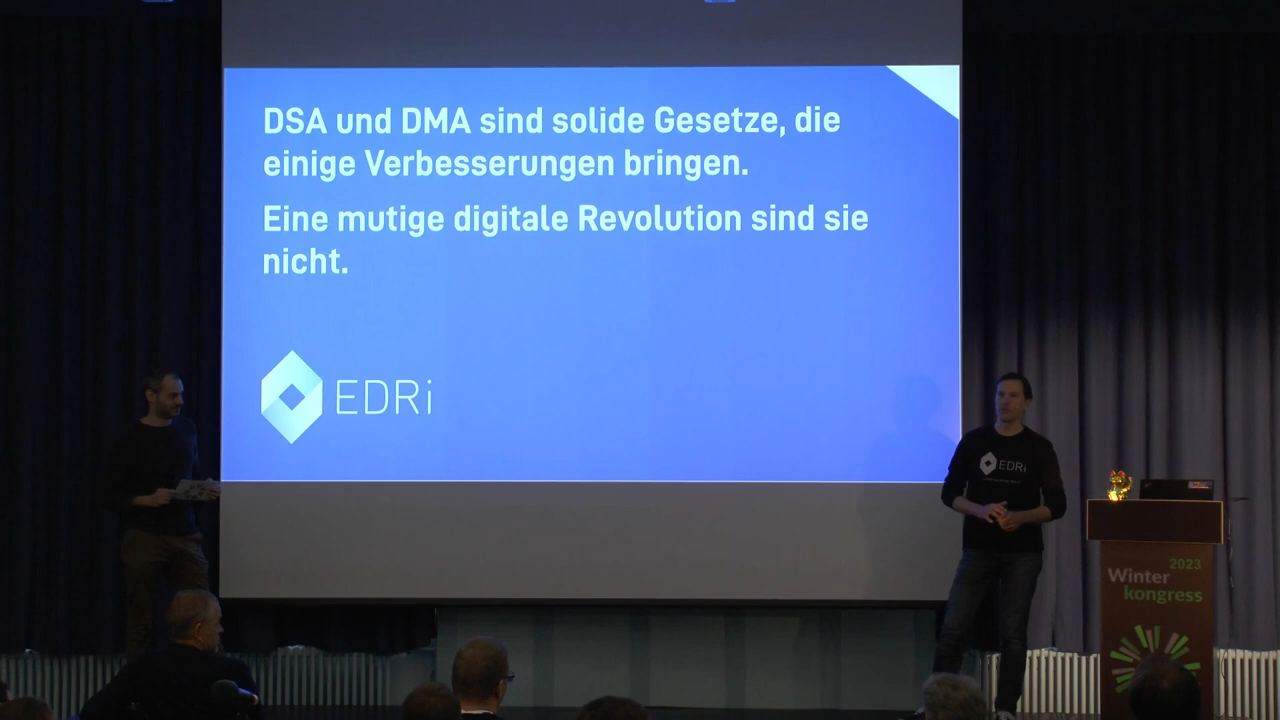 DSA und DMA sind solide Gesetze, die
einige Verbesserungen bringen.
Eine mutige digitale Revolution sind sie
nicht.
EDRi
EDRi
2023
Winter
kongress